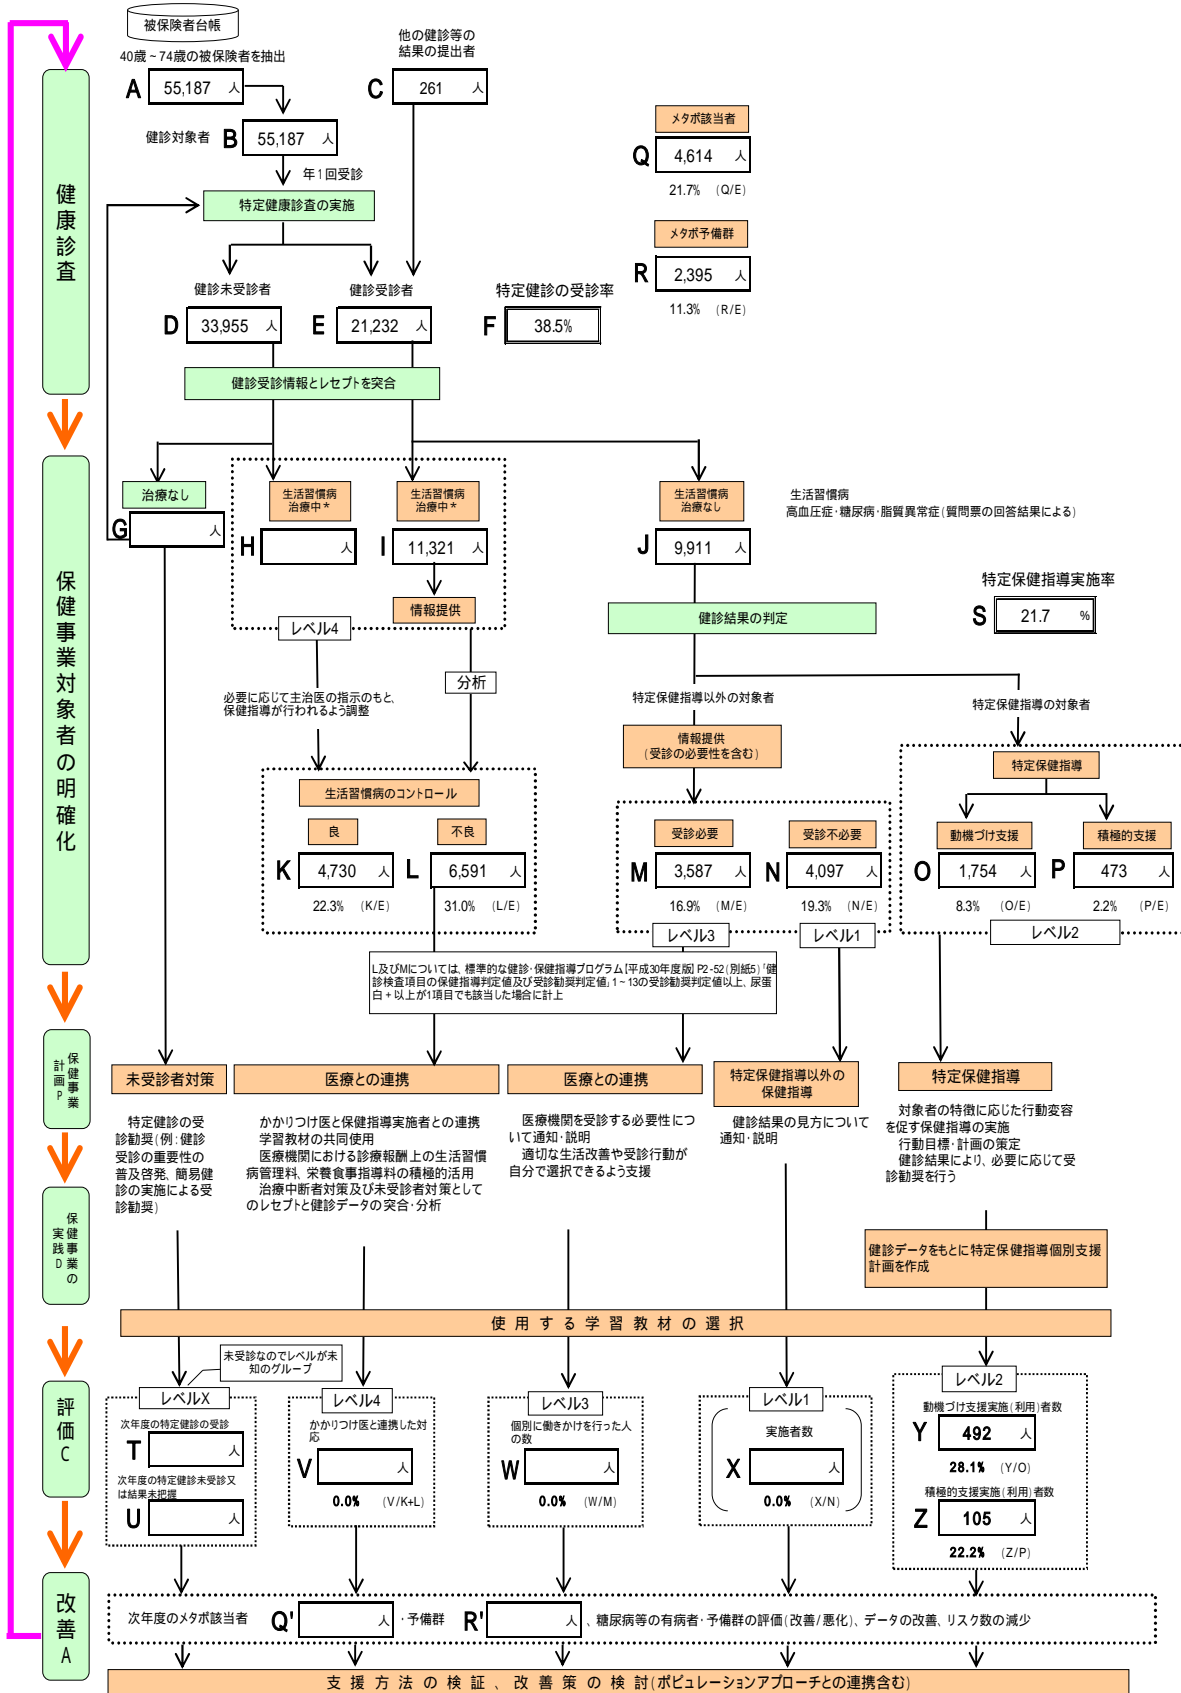 被保険者台帳
40歳~74歳の被保険者を抽出
他の健診等の
結果の提出者
A 55,187 人
C 261 人
健診対象者 B 55,187 人
年1回受診
特定健康診査の実施
メタボ該当者
Q 4,614 人
21.7% (Q/E)
メタボ予備群
R 2,395 人
11.3% (R/E)
健康診査
健診未受診者
健診受診者
特定健診の受診率
D 33,955 人
E 21,232 人
F 38.5%
健診受診情報とレセプトを突合
保健事業対象者の明確化
治療なし
G 人
生活習慣病
治療中*
H 人
生活習慣病
治療中*
I 11,321 人
情報提供
レベル4
生活習慣病
治療なし
J 9,911 人
生活習慣病
高血圧症・糖尿病・脂質異常症(質問票の回答結果による)
特定保健指導実施率
S 21.7 %
健診結果の判定
分析
必要に応じて主治医の指示のもと、
保健指導が行われるよう調整
特定保健指導以外の対象者
特定保健指導の対象者
情報提供
(受診の必要性を含む)
特定保健指導
生活習慣病のコントロール
良
不良
K 4,730 人
L 6,591 人
22.3% (K/E)
31.0% (L/E)
受診必要
受診不必要
M 3,587 人
N 4,097 人
16.9% (M/E)
19.3% (N/E)
レベル3
レベル1
動機づけ支援
積極的支援
O 1,754 人
P 473 人
8.3% (O/E)
2.2% (P/E)
レベル2
L及びMについては、標準的な健診・保健指導プログラム【平成30年度版】P2-52(別紙5)「健
診検査項目の保健指導判定値及び受診勧奨判定値」1~13の受診勧奨判定値以上、尿蛋
白+以上が1項目でも該当した場合に計上
保健事業
計画P
未受診者対策
医療との連携
医療との連携
特定保健指導以外の
保健指導
特定保健指導
特定健診の受
診勧奨(例:健診
受診の重要性の
普及啓発、簡易健
診の実施による受
診勧奨)
かかりつけ医と保健指導実施者との連携
学習教材の共同使用
医療機関における診療報酬上の生活習慣
病管理料、栄養食事指導料の積極的活用
治療中断者対策及び未受診者対策として
のレセプトと健診データの突合・分析
医療機関を受診する必要性につ
いて通知・説明
適切な生活改善や受診行動が
自分で選択できるよう支援
健診結果の見方について
通知・説明
対象者の特徴に応じた行動変容
を促す保健指導の実施
行動目標・計画の策定
健診結果により、必要に応じて受
診勧奨を行う
保健事業の
実践D
健診データをもとに特定保健指導個別支援
計画を作成
使用する学習教材の選択
未受診なのでレベルが未
知のグループ
評価C
レベルX
次年度の特定健診の受診
T 人
次年度の特定健診未受診又
は結果未把握
U 人
レベル4
かかりつけ医と連携した対
応
V 人
0.0% (V/K+L)
レベル3
個別に働きかけを行った人
の数
W 人
0.0% (W/M)
レベル1
実施者数
X 人
0.0% (X/N)
レベル2
動機づけ支援実施(利用)者数
Y 492 人
28.1% (Y/O)
積極的支援実施(利用)者数
Z 105 人
22.2% (Z/P)
改善A
次年度のメタボ該当者 Q' 人 ・予備群 R' 人 、糖尿病等の有病者・予備群の評価(改善/悪化)、データの改善、リスク数の減少
支援方法の検証、改善策の検討(ポピュレーションアプローチとの連携含む)